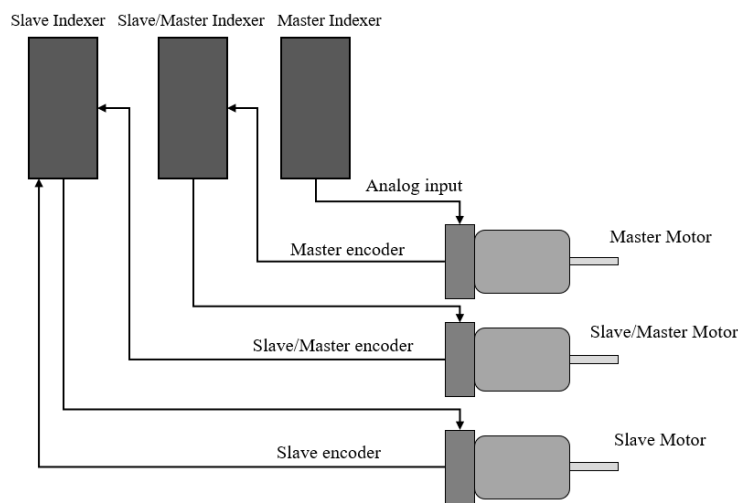 Slave Indexer
Slave/Master Indexer
Master Indexer
Analog input
Master encoder
Master Motor
Slave/Master encoder
Slave/Master Motor
Slave encoder
Slave Motor